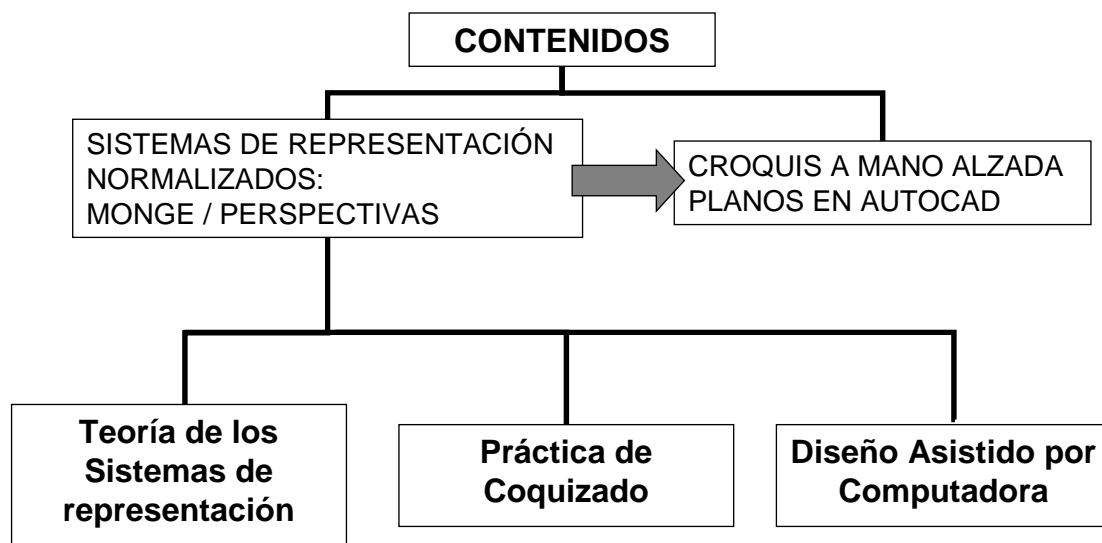 CONTENIDOS
SISTEMAS DE REPRESENTACIÓN
NORMALIZADOS:
MONGE / PERSPECTIVAS
CROQUIS A MANO ALZADA
PLANOS EN AUTOCAD
Teoría de los
Sistemas de
representación
Práctica de
Coquizado
Diseño Asistido por
Computadora